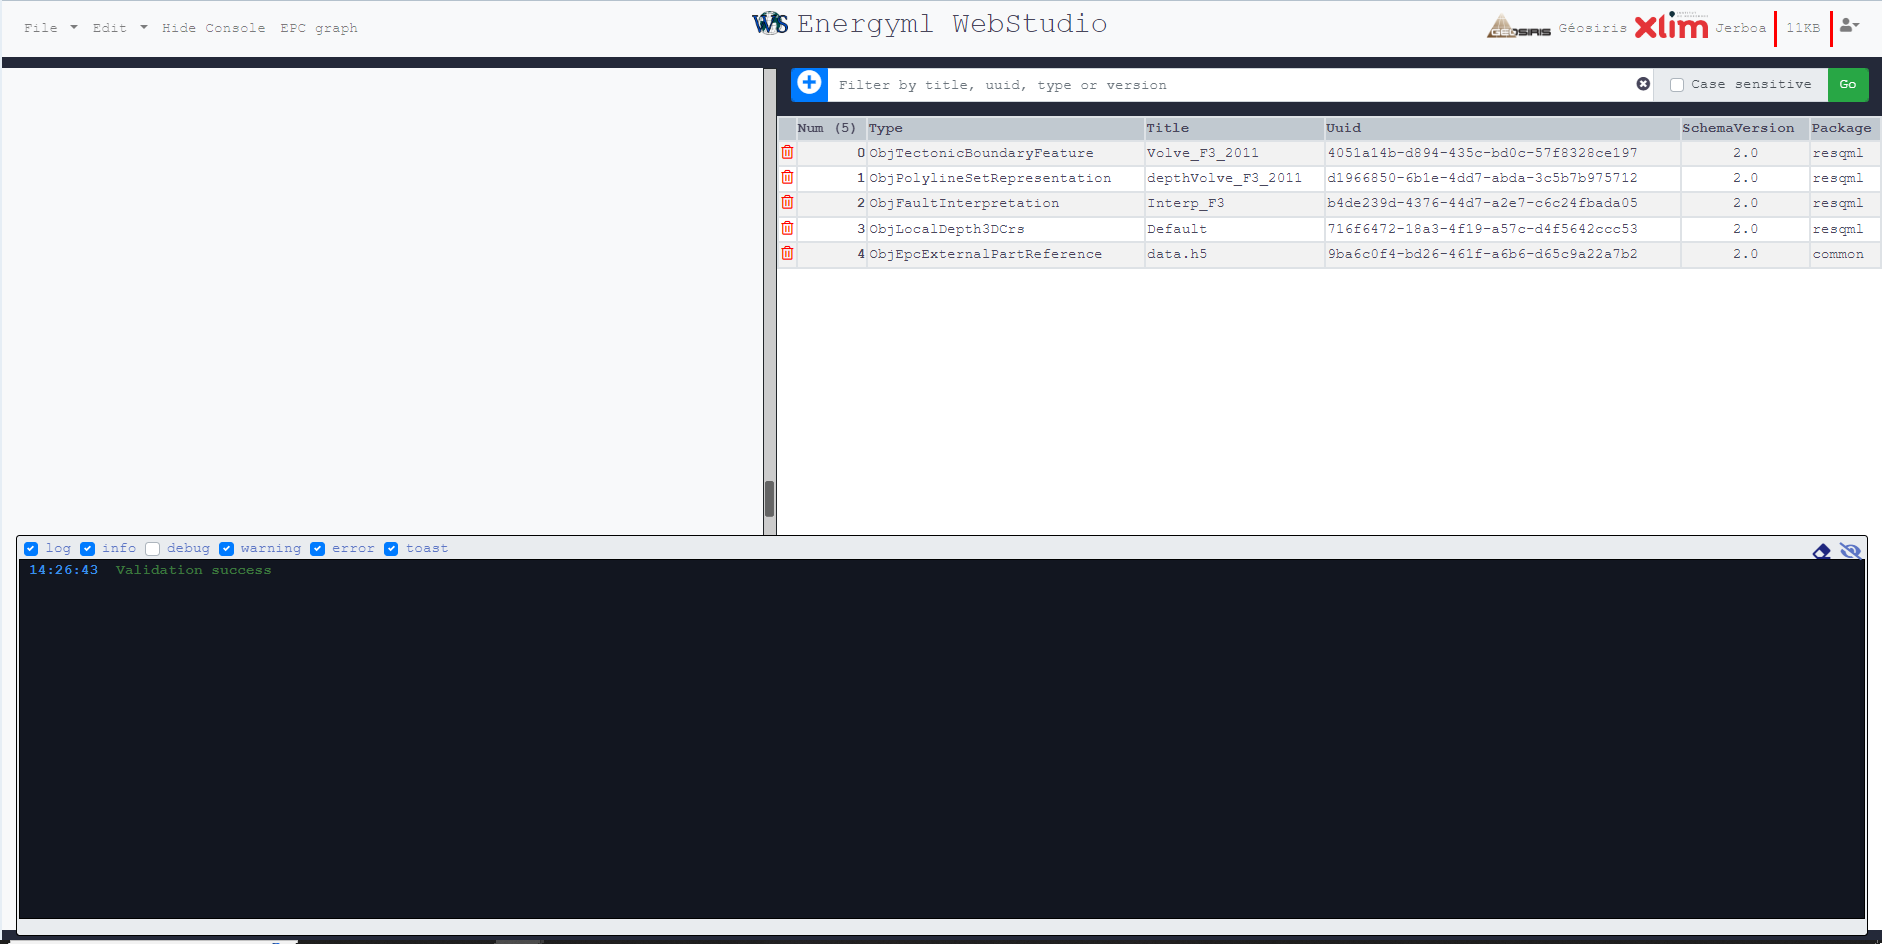 File Edit Hide Console EPC graph
WS Energyml WebStudio
GEOSIRIS Géosiris Xlim Jerboa 11KB
Filter by title, uuid, type or version Case sensitive Go
Num (5) Type Title Uuid SchemaVersion Package
0 ObjTectonicBoundaryFeature Volve_F3_2011 4051a14b-d894-435c-bd0c-57f8328ce197 2.0 resqml
1 ObjPolylineSetRepresentation depthVolve_F3_2011 d1966850-6b1e-4dd7-abda-3c5b7b975712 2.0 resqml
2 ObjFaultInterpretation Interp_F3 b4de239d-4376-44d7-a2e7-c6c24fbada05 2.0 resqml
3 ObjLocalDepth3DCrs Default 716f6472-18a3-4f19-a57c-d4f5642ccc53 2.0 resqml
4 ObjEpcExternalPartReference data.h5 9ba6c0f4-bd26-461f-a6b6-d65c9a22a7b2 2.0 common
log info debug warning error toast
14:26:43 Validation success